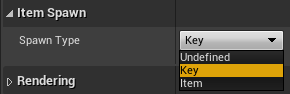 Item Spawn
Spawn Type Key
Undefined
Key
Item
Rendering